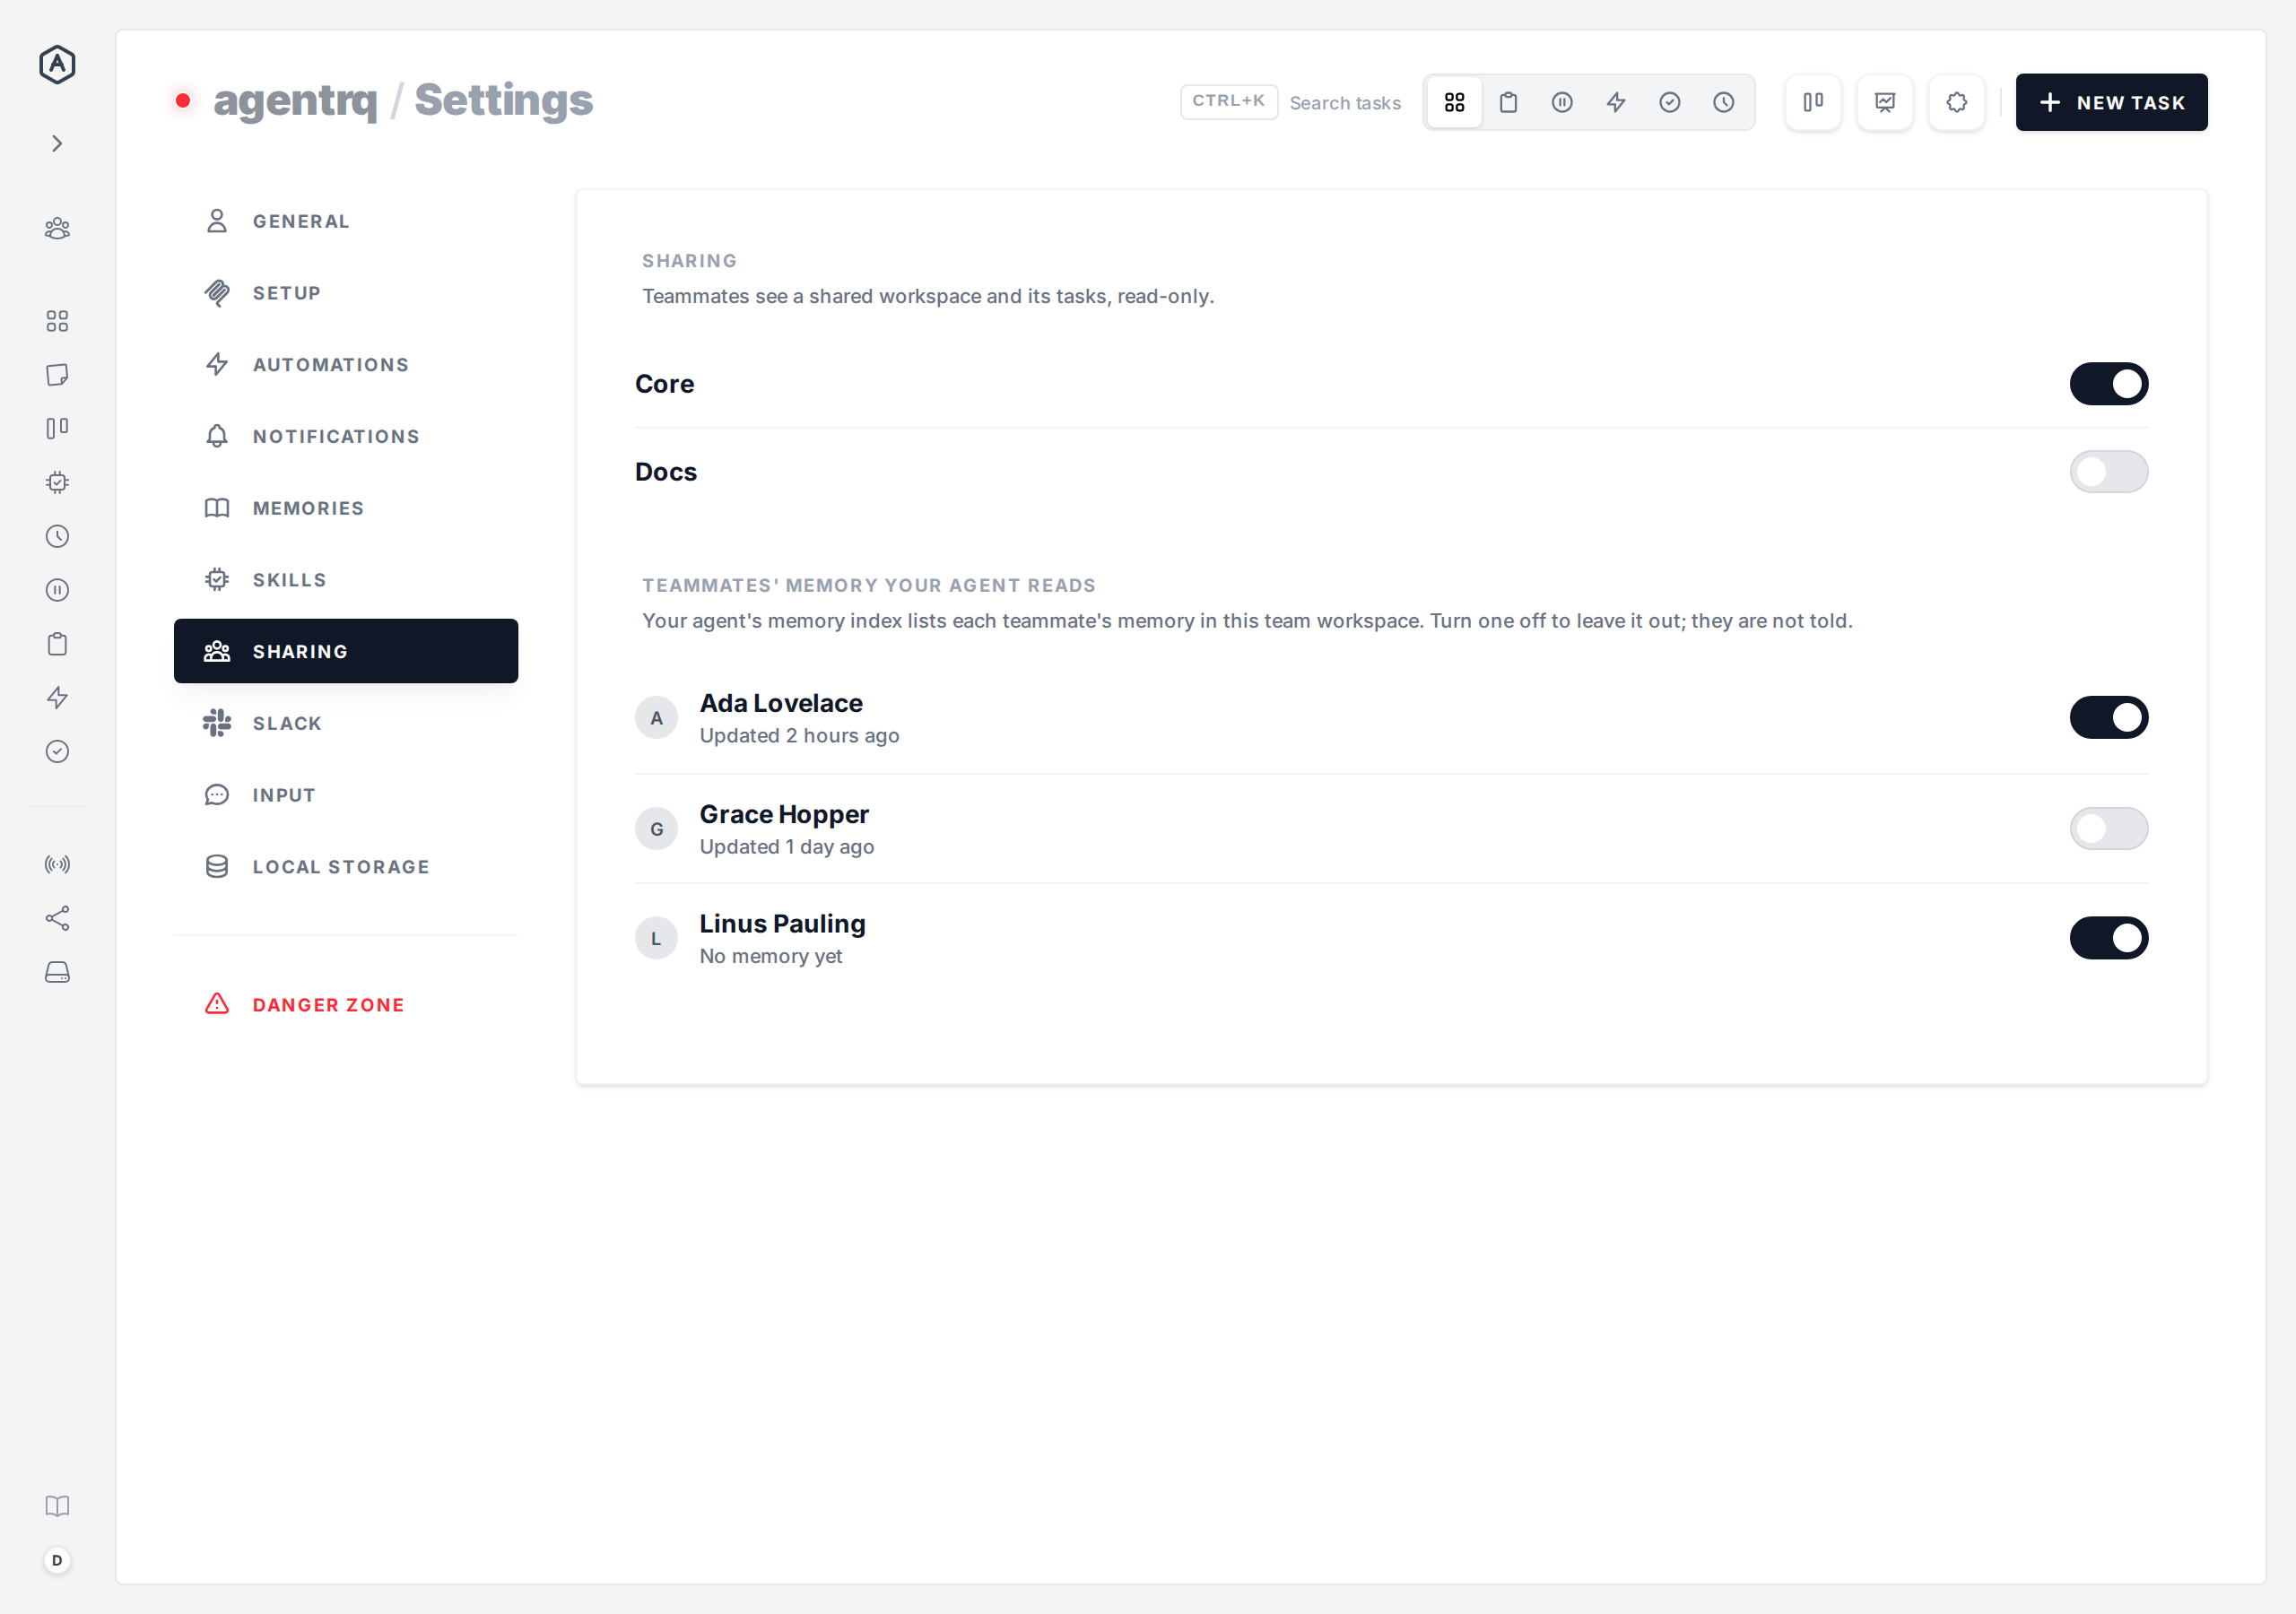 agentrq / Settings
CTRL+K Search tasks
NEW TASK
GENERAL
SETUP
AUTOMATIONS
NOTIFICATIONS
MEMORIES
SKILLS
SHARING
SLACK
INPUT
LOCAL STORAGE
DANGER ZONE
SHARING
Teammates see a shared workspace and its tasks, read-only.
Core
Docs
TEAMMATES' MEMORY YOUR AGENT READS
Your agent's memory index lists each teammate's memory in this team workspace. Turn one off to leave it out; they are not told.
A
Ada Lovelace
Updated 2 hours ago
G
Grace Hopper
Updated 1 day ago
L
Linus Pauling
No memory yet
D